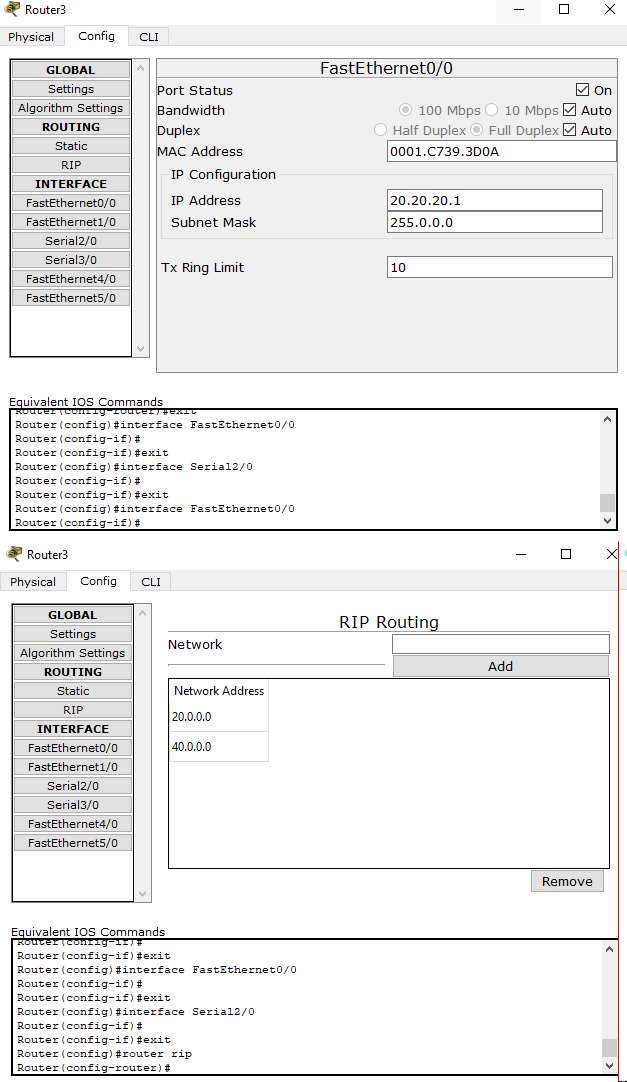 Router3
Physical Config CLI
GLOBAL
Settings
Algorithm Settings
ROUTING
Static
RIP
INTERFACE
FastEthernet0/0
FastEthernet1/0
Serial2/0
Serial3/0
FastEthernet4/0
FastEthernet5/0
FastEthernet0/0
Port Status On
Bandwidth 100 Mbps 10 Mbps Auto
Duplex Half Duplex Full Duplex Auto
MAC Address 0001.C739.3D0A
IP Configuration
IP Address 20.20.20.1
Subnet Mask 255.0.0.0
Tx Ring Limit 10
Equivalent IOS Commands
Router(config-router)#exit
Router(config)#interface FastEthernet0/0
Router(config-if)#
Router(config-if)#exit
Router(config)#interface Serial2/0
Router(config-if)#
Router(config-if)#exit
Router(config)#interface FastEthernet0/0
Router(config-if)#
Router3
Physical Config CLI
GLOBAL
Settings
Algorithm Settings
ROUTING
Static
RIP
INTERFACE
FastEthernet0/0
FastEthernet1/0
Serial2/0
Serial3/0
FastEthernet4/0
FastEthernet5/0
RIP Routing
Network
Add
Network Address
20.0.0.0
40.0.0.0
Remove
Equivalent IOS Commands
Router(config-if)#
Router(config-if)#exit
Router(config)#interface FastEthernet0/0
Router(config-if)#
Router(config-if)#exit
Router(config)#interface Serial2/0
Router(config-if)#
Router(config-if)#exit
Router(config)#router rip
Router(config-router)#